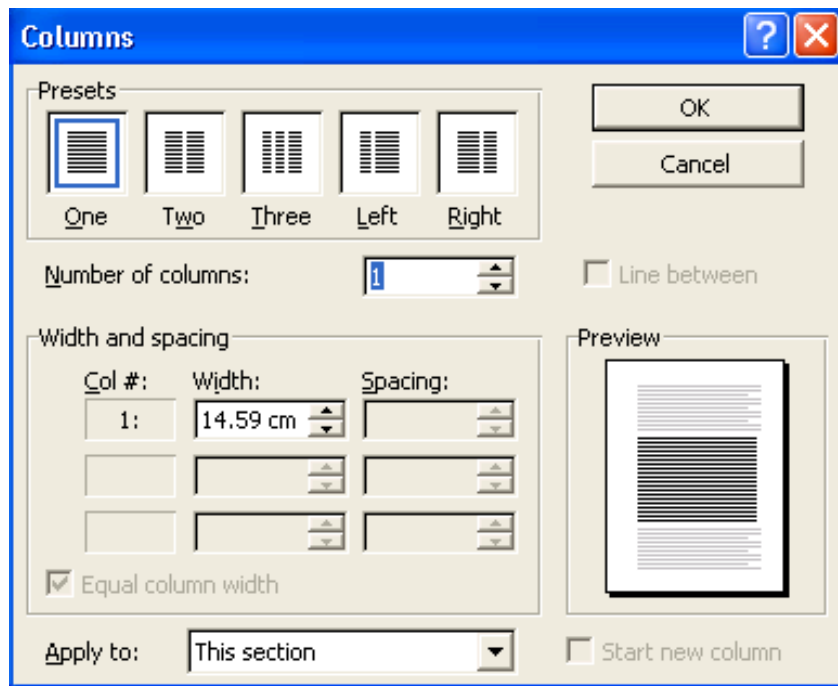 Columns
Presets
OK
Cancel
One Two Three Left Right
Number of columns: 1
Line between
Width and spacing
Preview
Col #: Width: Spacing:
1: 14.59 cm
Equal column width
Apply to: This section
Start new column